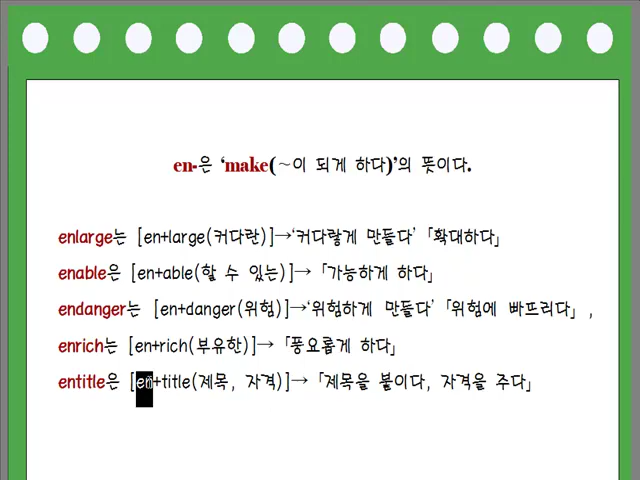 en-은 ‘make(~이 되게 하다)’의 뜻이다.
enlarge는 [en+large(커다란)]→‘커다랗게 만들다’「확대하다」
enable은 [en+able(할 수 있는)]→「가능하게 하다」
endanger는 [en+danger(위험)]→‘위험하게 만들다’「위험에 빠뜨리다」,
enrich는 [en+rich(부유한)]→「풍요롭게 하다」
entitle은 [en+title(제목, 자격)]→「제목을 붙이다, 자격을 주다」